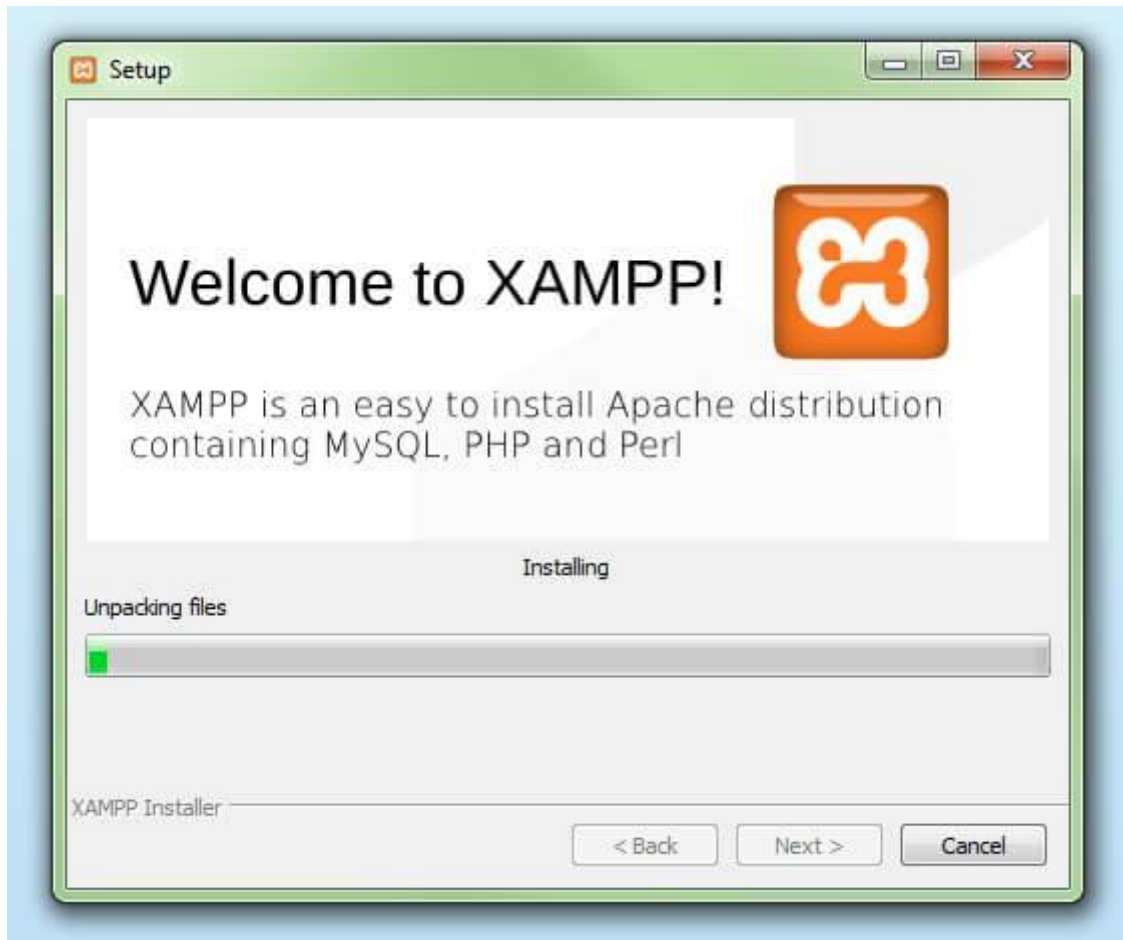 Setup
Welcome to XAMPP!
XAMPP is an easy to install Apache distribution
containing MySQL, PHP and Perl
Installing
Unpacking files
XAMPP Installer
< Back
Next >
Cancel